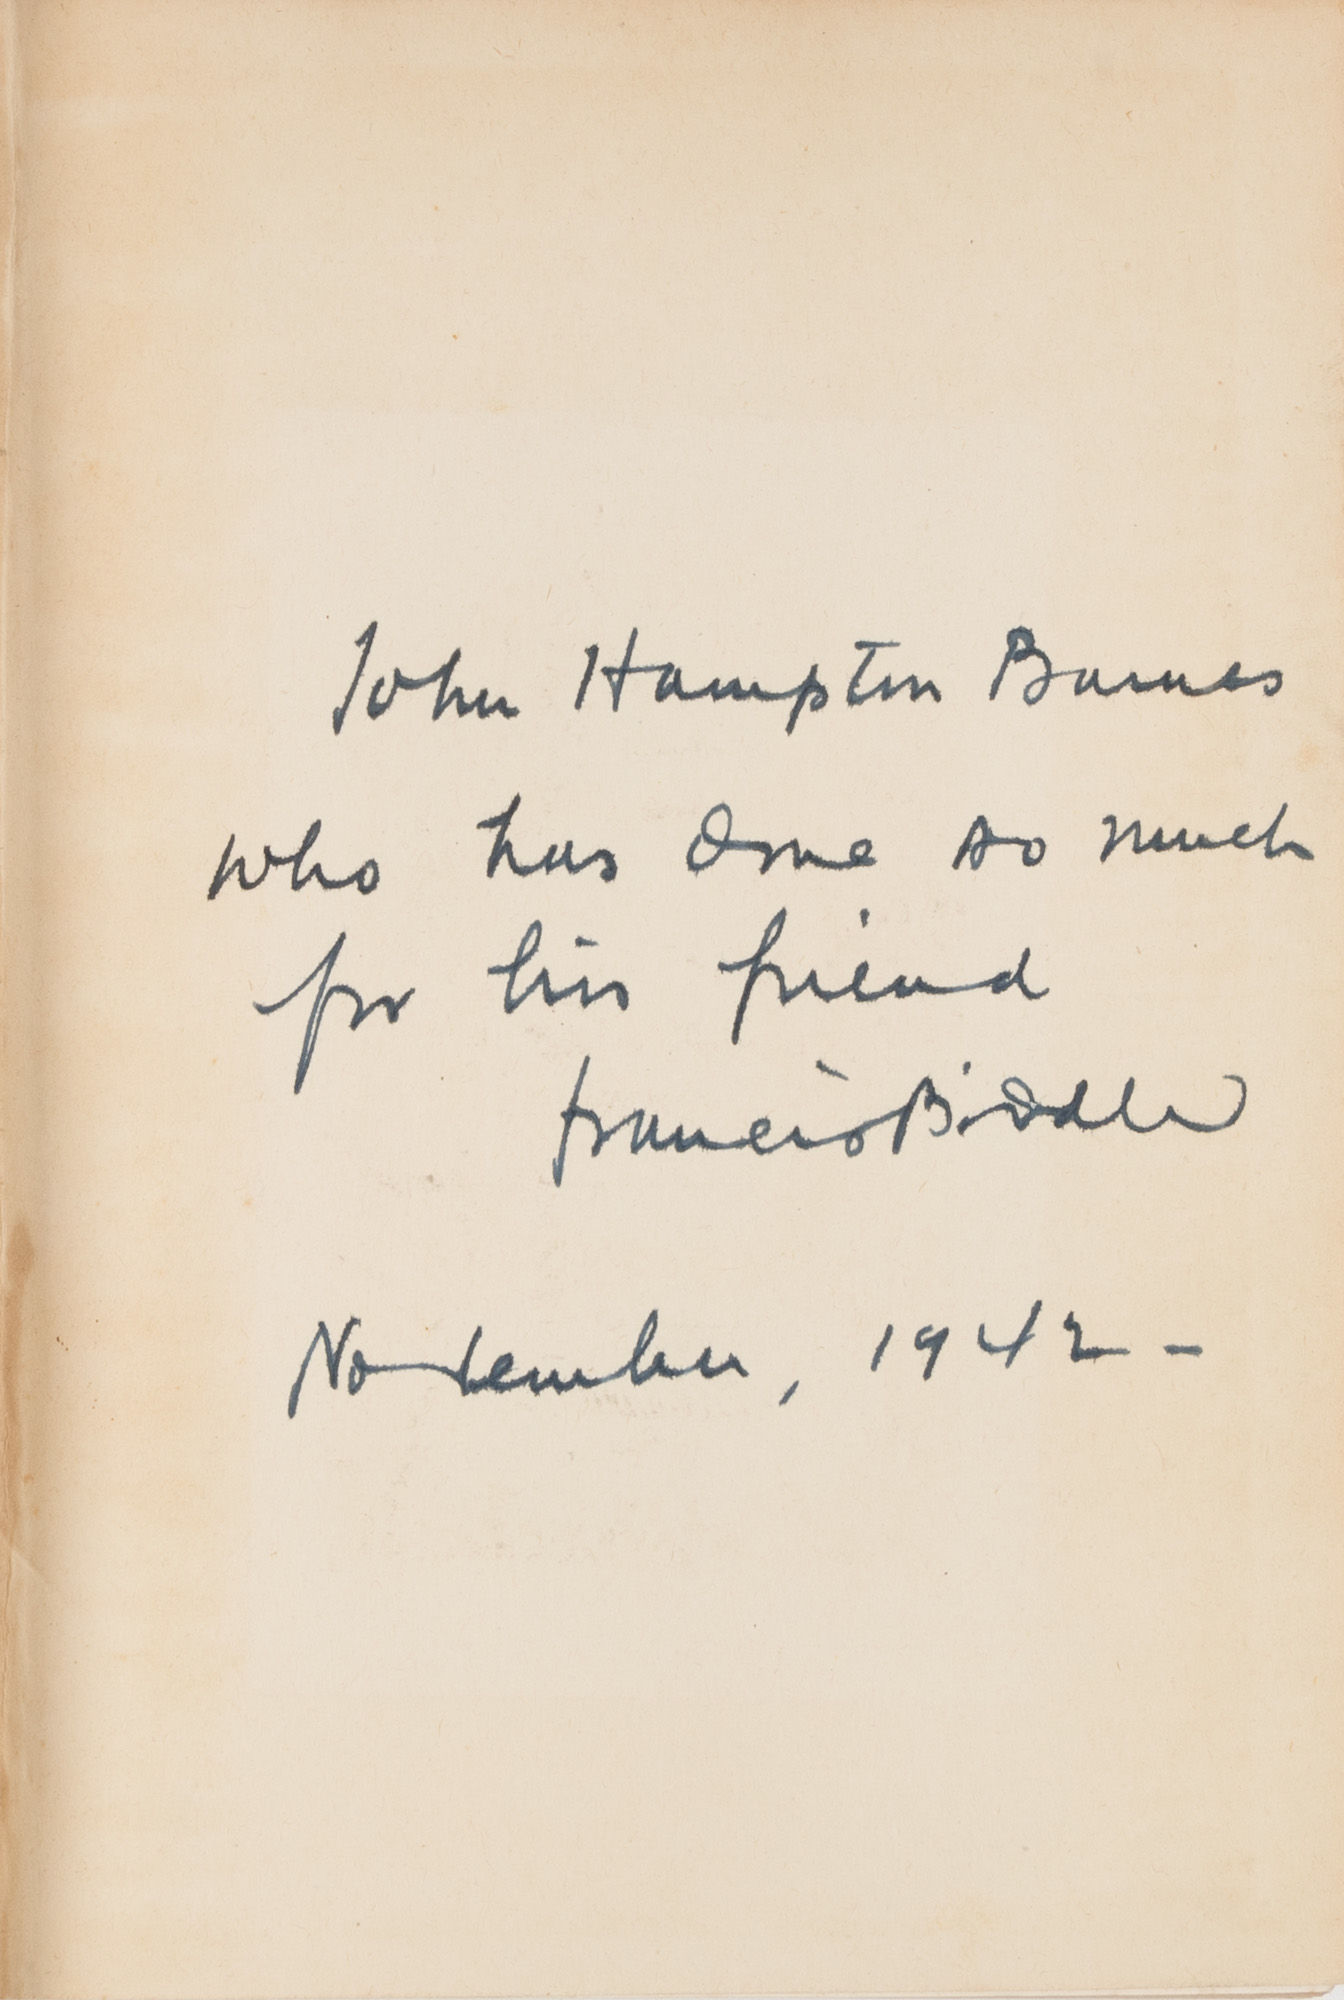 John Hampton Barnes
who has done so much
for his friend
Francis Biddle
November, 1942 -